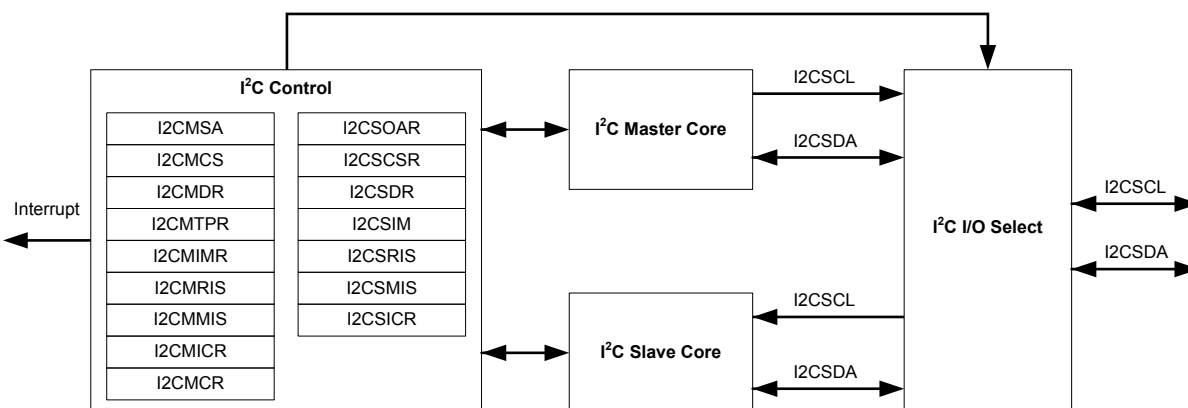 I²C Control
I2CMSA
I2CMCS
I2CMDR
I2CMTPR
I2CMIMR
I2CMRIS
I2CMMIS
I2CMICR
I2CMCR
I2CSOAR
I2CSCSR
I2CSDR
I2CSIM
I2CSRIS
I2CSMIS
I2CSICR
Interrupt
I²C Master Core
I2CSCL
I2CSDA
I²C Slave Core
I2CSCL
I2CSDA
I²C I/O Select
I2CSCL
I2CSDA